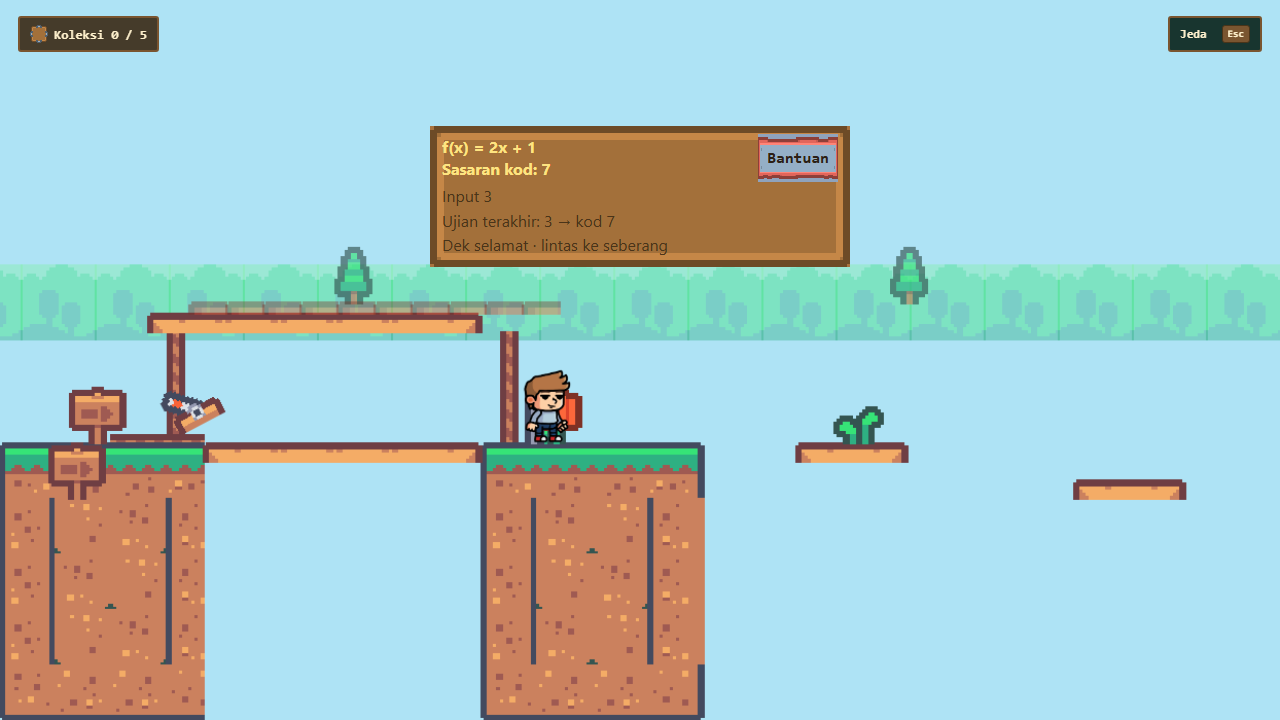 Koleksi 0 / 5
Jeda Esc
f(x) = 2x + 1
Sasaran kod: 7
Bantuan
Input 3
Ujian terakhir: 3 → kod 7
Dek selamat · lintas ke seberang